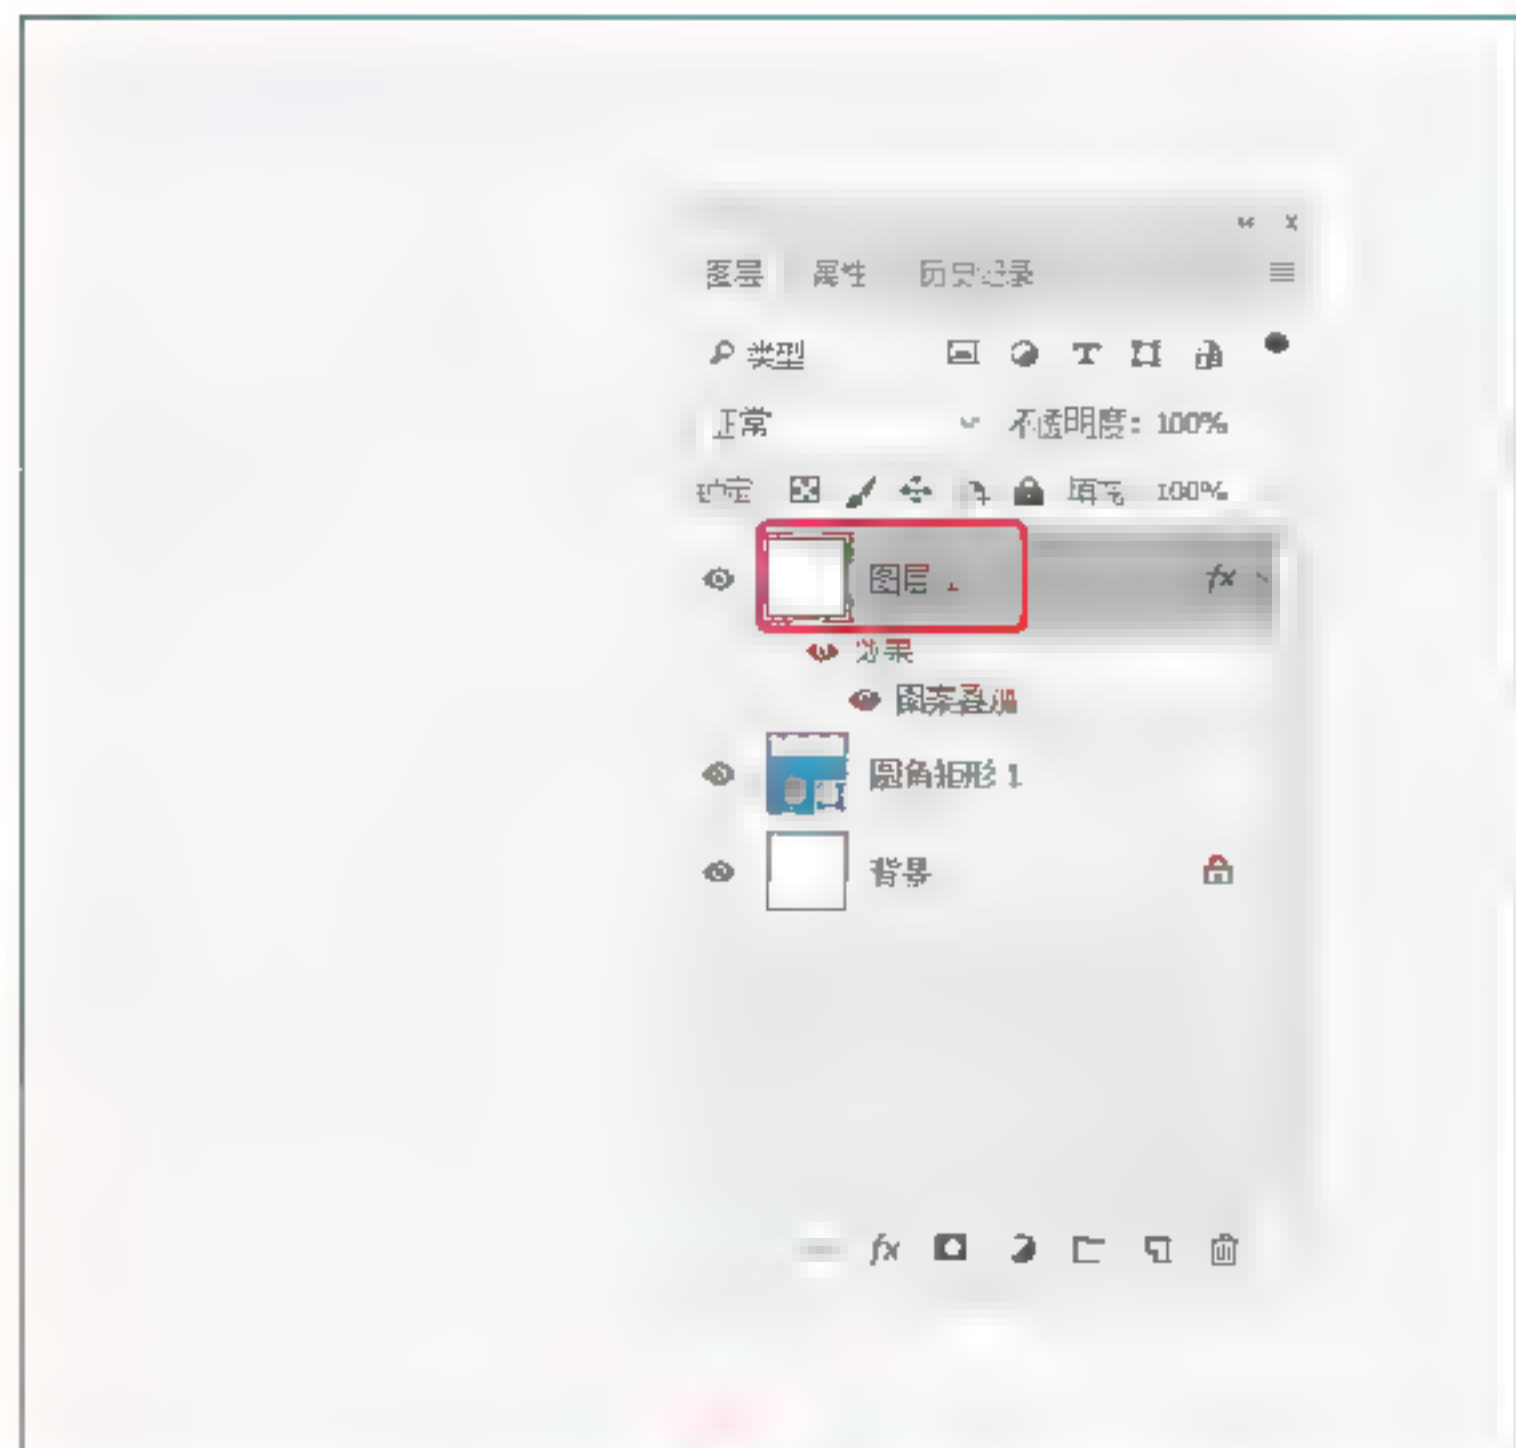 图层 属性 历史记录
类型
正常 不透明度: 100%
锁定 填充 100%
图层 1 fx
效果
图案叠加
圆角矩形 1
背景
fx